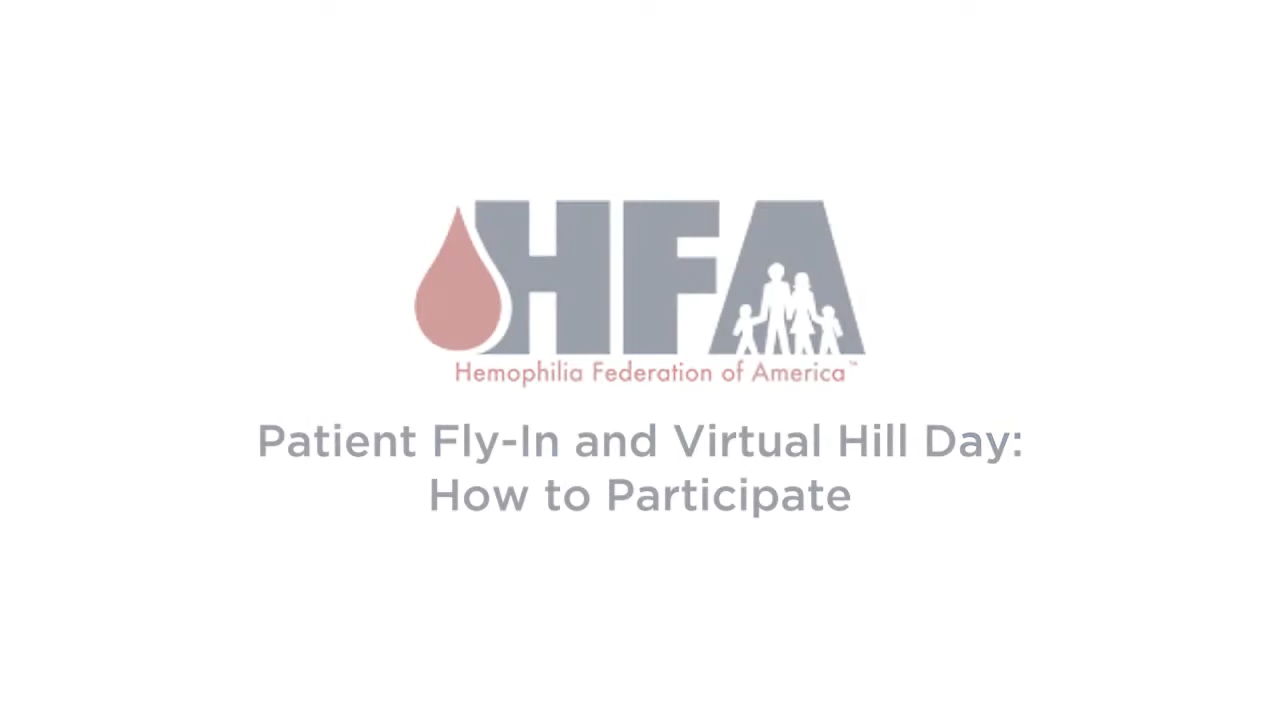 HFA
Hemophilia Federation of America™
Patient Fly-In and Virtual Hill Day:
How to Participate